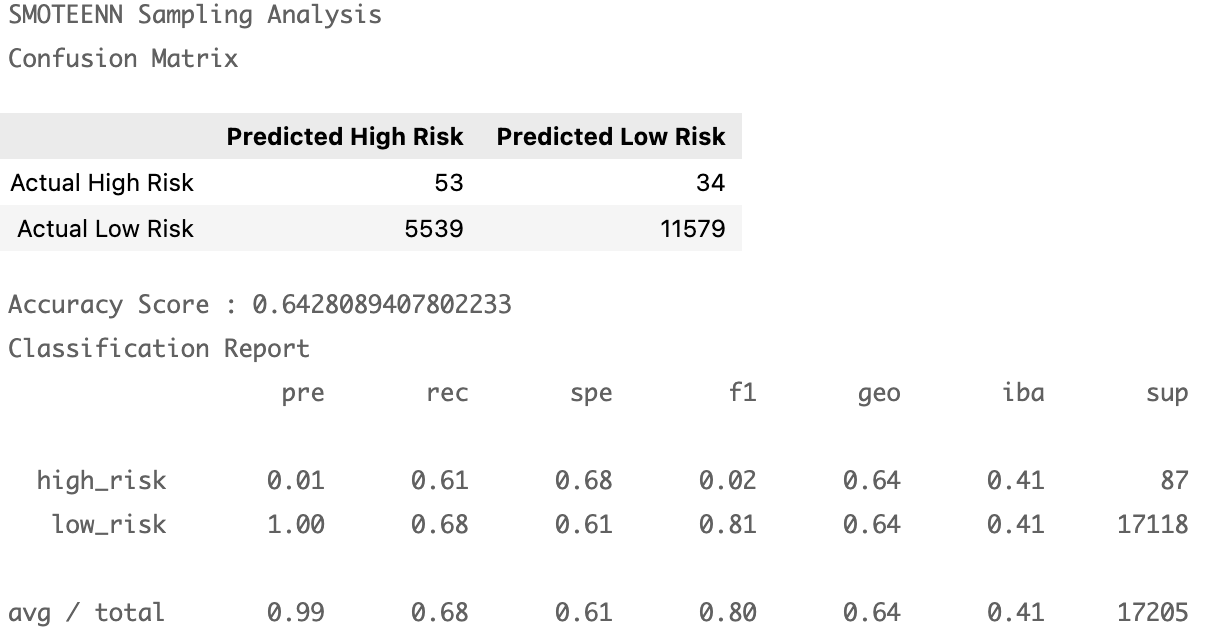 SMOTEENN Sampling Analysis
Confusion Matrix
Predicted High Risk Predicted Low Risk
Actual High Risk 53 34
Actual Low Risk 5539 11579
Accuracy Score : 0.6428089407802233
Classification Report
pre rec spe f1 geo iba sup
high_risk 0.01 0.61 0.68 0.02 0.64 0.41 87
low_risk 1.00 0.68 0.61 0.81 0.64 0.41 17118
avg / total 0.99 0.68 0.61 0.80 0.64 0.41 17205